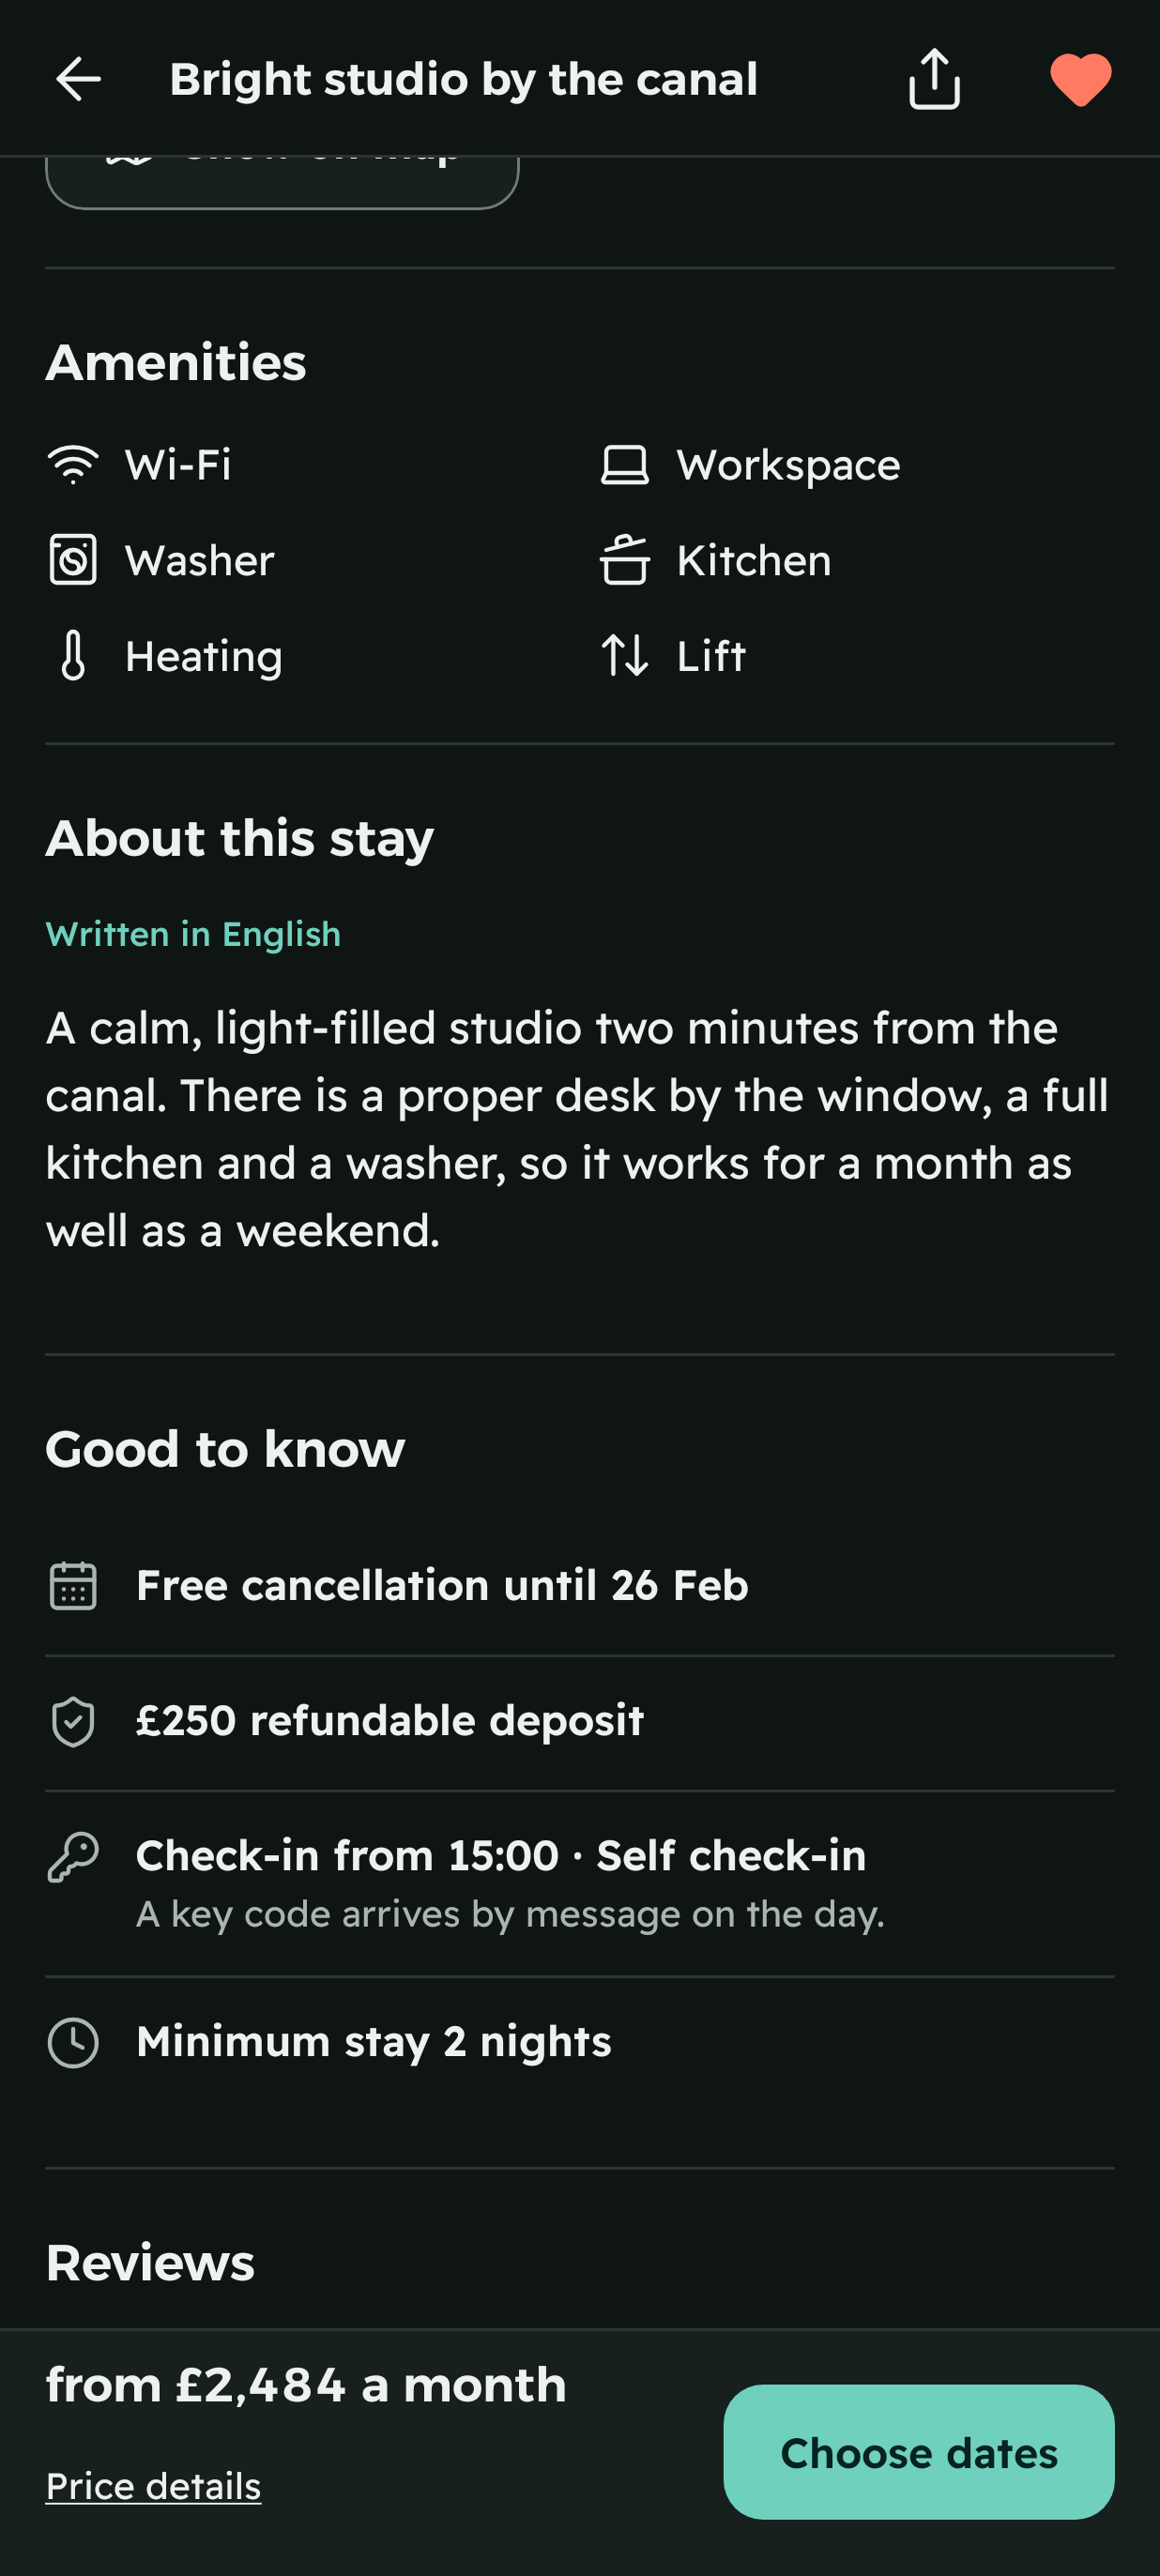 Bright studio by the canal
Amenities
Wi-Fi
Workspace
Washer
Kitchen
Heating
Lift
About this stay
Written in English
A calm, light-filled studio two minutes from the
canal. There is a proper desk by the window, a full
kitchen and a washer, so it works for a month as
well as a weekend.
Good to know
Free cancellation until 26 Feb
£250 refundable deposit
Check-in from 15:00 · Self check-in
A key code arrives by message on the day.
Minimum stay 2 nights
Reviews
from £2,484 a month
Price details
Choose dates